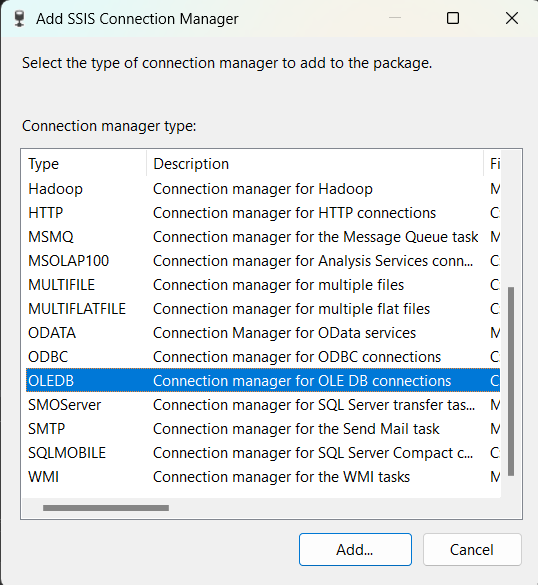 Add SSIS Connection Manager
Select the type of connection manager to add to the package.
Connection manager type:
Type Description Fi
Hadoop Connection manager for Hadoop M
HTTP Connection manager for HTTP connections C
MSMQ Connection manager for the Message Queue task M
MSOLAP100 Connection manager for Analysis Services conn... C
MULTIFILE Connection manager for multiple files M
MULTIFLATFILE Connection manager for multiple flat files C
ODATA Connection Manager for OData services M
ODBC Connection manager for ODBC connections C
OLEDB Connection manager for OLE DB connections C
SMOServer Connection manager for SQL Server transfer tas... M
SMTP Connection manager for the Send Mail task M
SQLMOBILE Connection manager for SQL Server Compact c... C
WMI Connection manager for the WMI tasks M
Add... Cancel